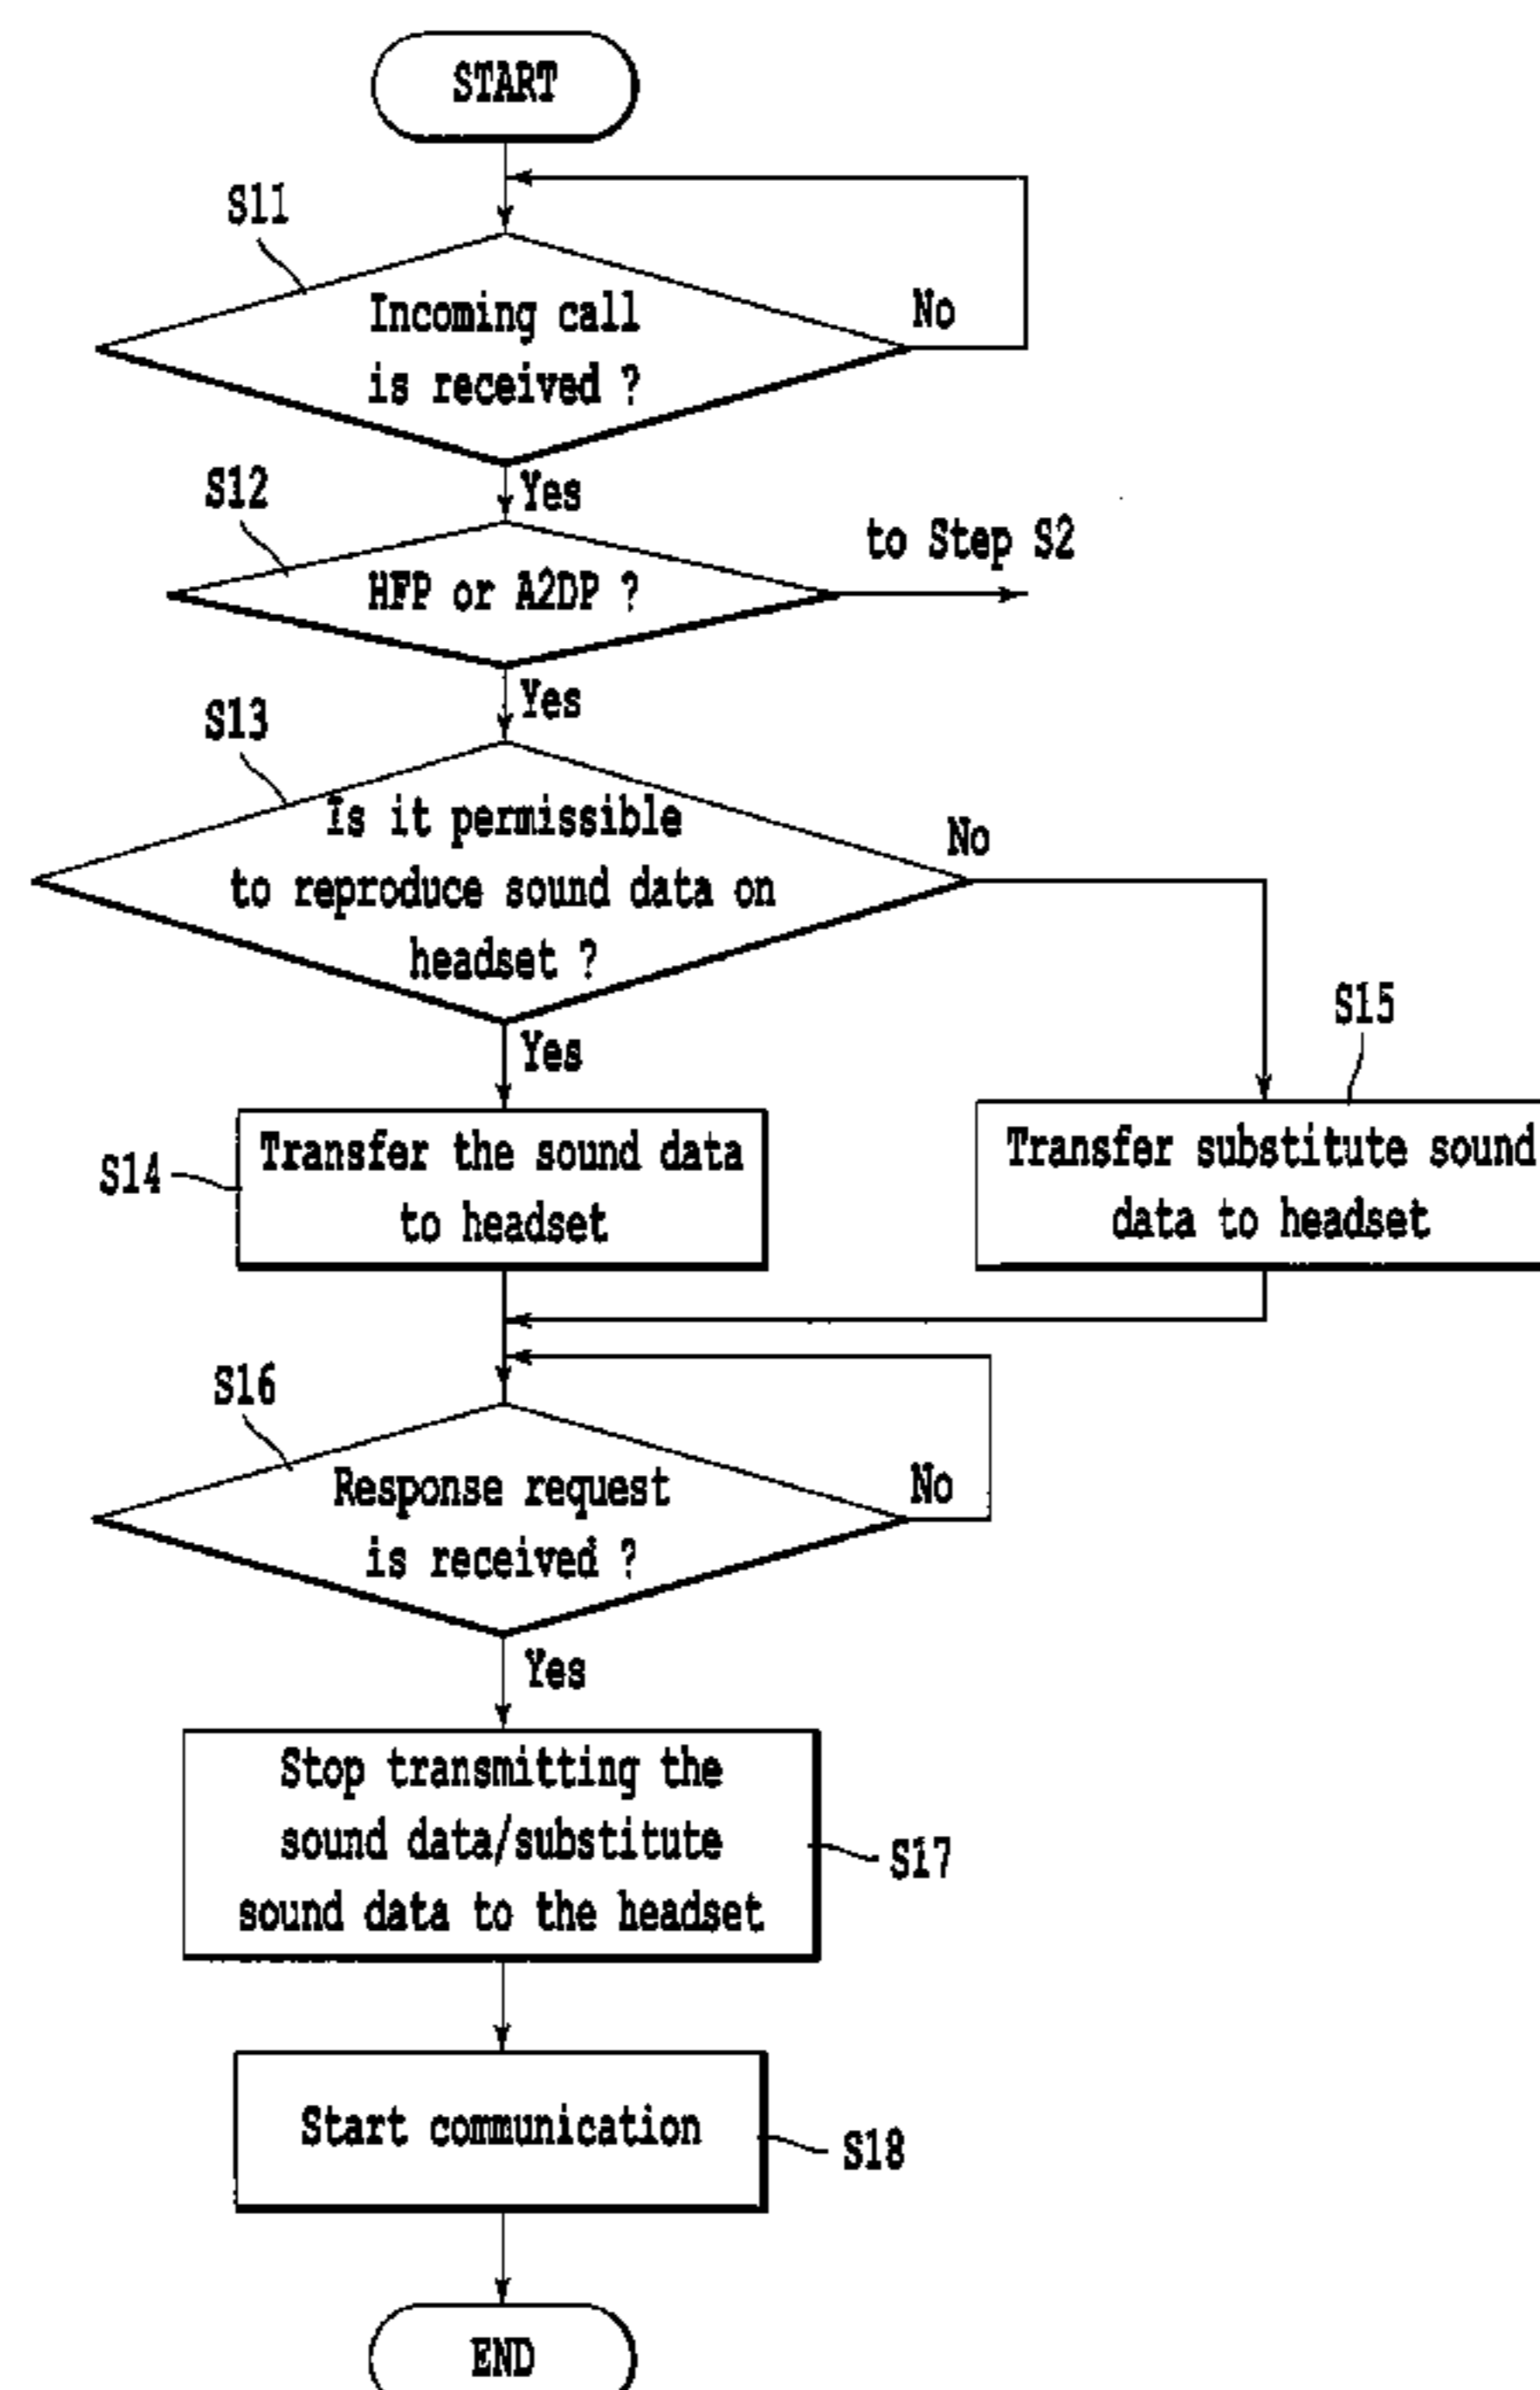 START
S11
Incoming call
is received ?
No
Yes
S12
to Step S2
HFP or A2DP ?
Yes
S13
Is it permissible
to reproduce sound data on
headset ?
No
Yes
S14
Transfer the sound data
to headset
S15
Transfer substitute sound
data to headset
S16
Response request
is received ?
No
Yes
Stop transmitting the
sound data/substitute
sound data to the headset
S17
Start communication
S18
END